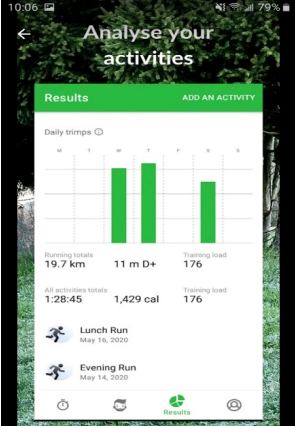 10:06 79%
Analyse your
activities
Results ADD AN ACTIVITY
Daily trimps
M T W T F S S
Running totals Training load
19.7 km 11 m D+ 176
All activities totals Training load
1:28:45 1,429 cal 176
Lunch Run
May 16, 2020
Evening Run
May 14, 2020
Results